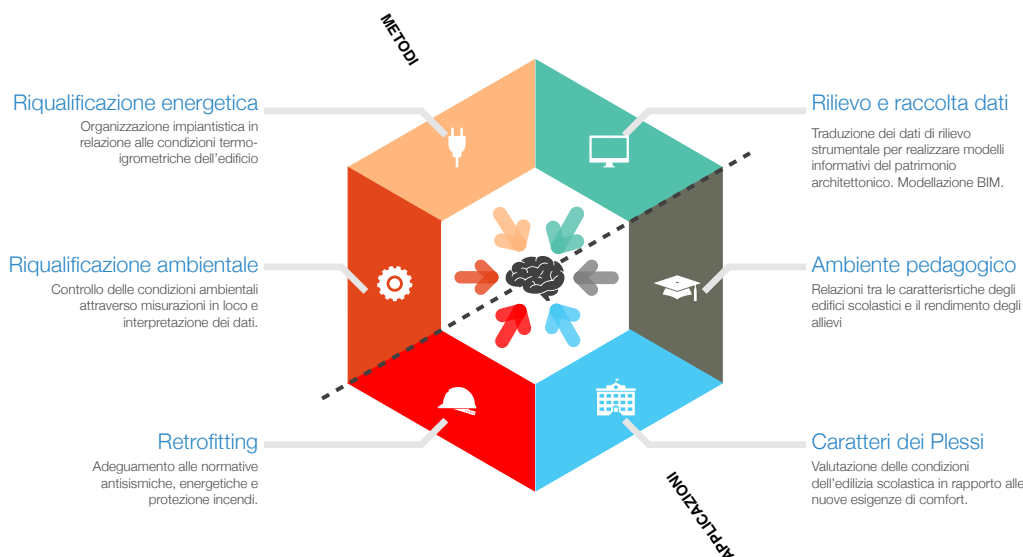 METODI
Riqualificazione energetica
Organizzazione impiantistica in
relazione alle condizioni termo-
igrometriche dell'edificio
Riqualificazione ambientale
Controllo delle condizioni ambientali
attraverso misurazioni in loco e
interpretazione dei dati.
Retrofitting
Adeguamento alle normative
antisismiche, energetiche e
protezione incendi.
Rilievo e raccolta dati
Traduzione dei dati di rilievo
strumentale per realizzare modelli
informativi del patrimonio
architettonico. Modellazione BIM.
Ambiente pedagogico
Relazioni tra le caratterisrtiche degli
edifici scolastici e il rendimento degli
allievi
Caratteri dei Plessi
Valutazione delle condizioni
dell'edilizia scolastica in rapporto alle
nuove esigenze di comfort.
APPLICAZIONI